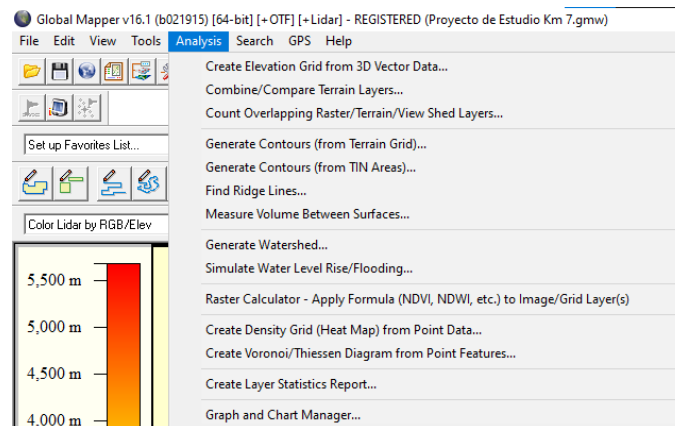 Global Mapper v16.1 (b021915) [64-bit] [+OTF] [+Lidar] - REGISTERED (Proyecto de Estudio Km 7.gmw)
File Edit View Tools Analysis Search GPS Help
Create Elevation Grid from 3D Vector Data...
Combine/Compare Terrain Layers...
Count Overlapping Raster/Terrain/View Shed Layers...
Set up Favorites List...
Generate Contours (from Terrain Grid)...
Generate Contours (from TIN Areas)...
Find Ridge Lines...
Measure Volume Between Surfaces...
Color Lidar by RGB/Elev
Generate Watershed...
Simulate Water Level Rise/Flooding...
5,500 m
Raster Calculator - Apply Formula (NDVI, NDWI, etc.) to Image/Grid Layer(s)
5,000 m
Create Density Grid (Heat Map) from Point Data...
Create Voronoi/Thiessen Diagram from Point Features...
4,500 m
Create Layer Statistics Report...
4,000 m
Graph and Chart Manager...